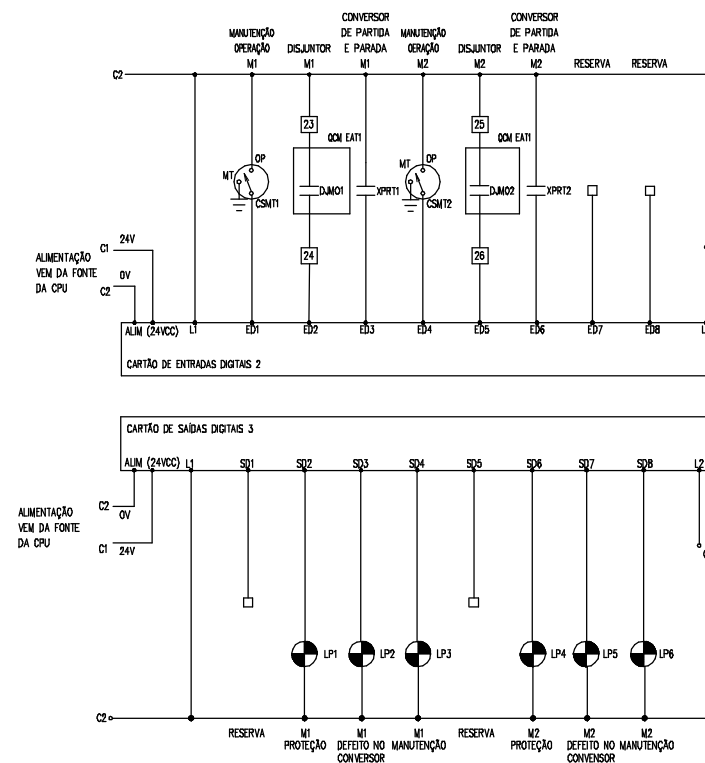 MANUTENÇÃO
OPERAÇÃO
M1
DISJUNTOR
M1
CONVERSOR
DE PARTIDA
E PARADA
M1
MANUTENÇÃO
OERAÇÃO
M2
DISJUNTOR
M2
CONVERSOR
DE PARTIDA
E PARADA
M2
RESERVA
RESERVA
C2
23
QCM EAT1
25
QCM EAT1
OP
MT
CSMT1
DJM01
XPRT1
OP
MT
CSMT2
DJM02
XPRT2
24
26
ALIMENTAÇÃO
VEM DA FONTE
DA CPU
C1
24V
C2
0V
ALIM (24VCC)
L1
ED1
ED2
ED3
ED4
ED5
ED6
ED7
ED8
L
CARTÃO DE ENTRADAS DIGITAIS 2
CARTÃO DE SAÍDAS DIGITAIS 3
ALIM (24VCC)
L1
SD1
SD2
SD3
SD4
SD5
SD6
SD7
SD8
L2
ALIMENTAÇÃO
VEM DA FONTE
DA CPU
C2
0V
C1
24V
LP1
LP2
LP3
LP4
LP5
LP6
C2
RESERVA
M1
PROTEÇÃO
M1
DEFEITO NO
CONVERSOR
M1
MANUTENÇÃO
RESERVA
M2
PROTEÇÃO
M2
DEFEITO NO
CONVENSOR
M2
MANUTENÇÃO